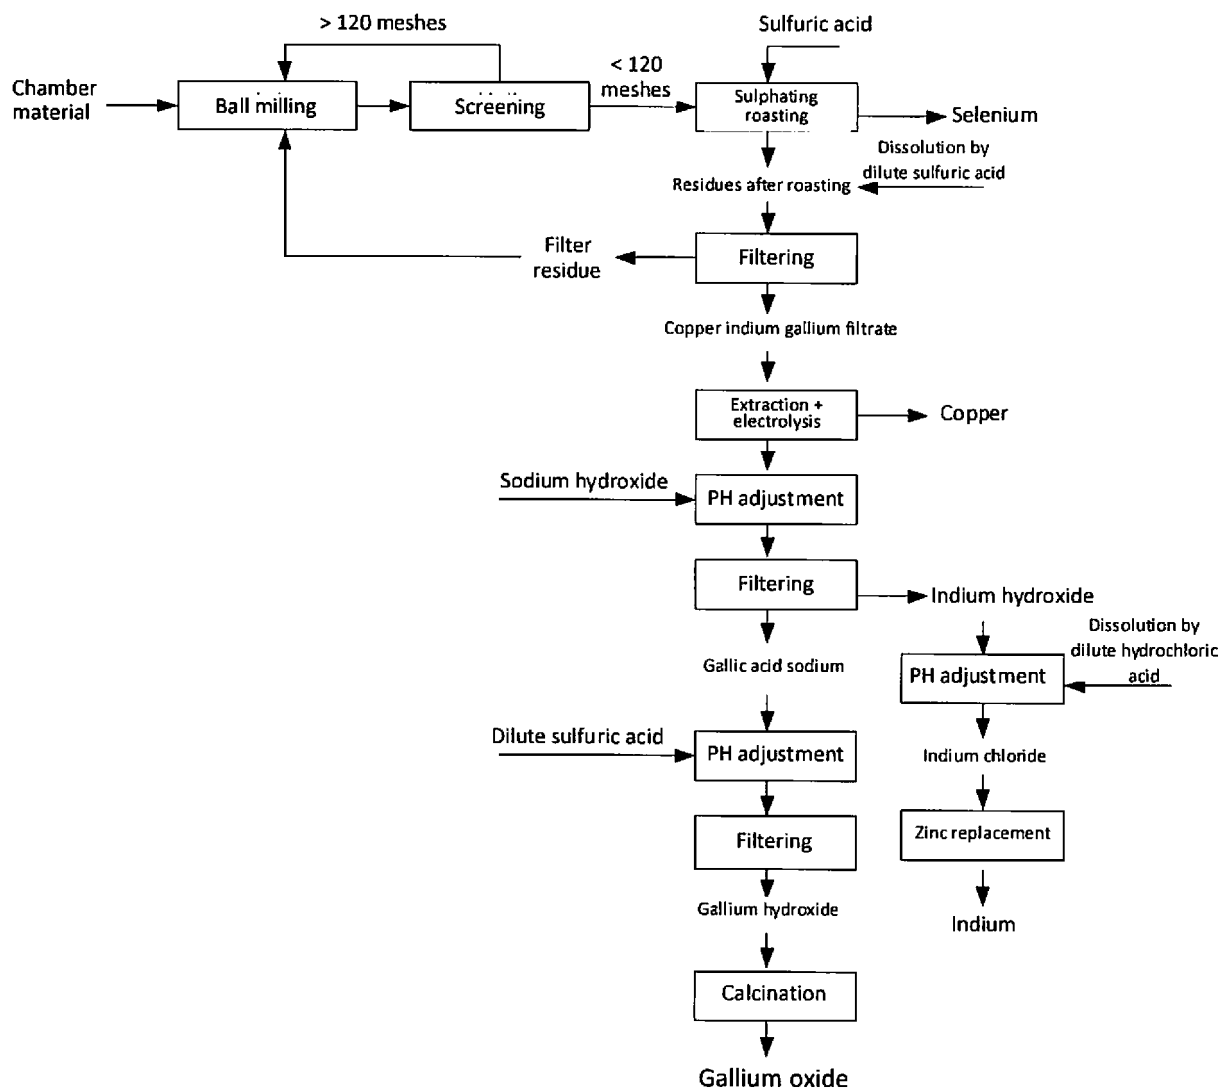 > 120 meshes
Sulfuric acid
< 120
meshes
Chamber
material
Ball milling
Screening
Sulphating
roasting
Selenium
Dissolution by
dilute sulfuric acid
Residues after roasting
Filter
residue
Filtering
Copper indium gallium filtrate
Extraction +
electrolysis
Copper
Sodium hydroxide
PH adjustment
Filtering
Indium hydroxide
Dissolution by
dilute hydrochloric
acid
Gallic acid sodium
PH adjustment
Dilute sulfuric acid
PH adjustment
Indium chloride
Filtering
Zinc replacement
Gallium hydroxide
Indium
Calcination
Gallium oxide